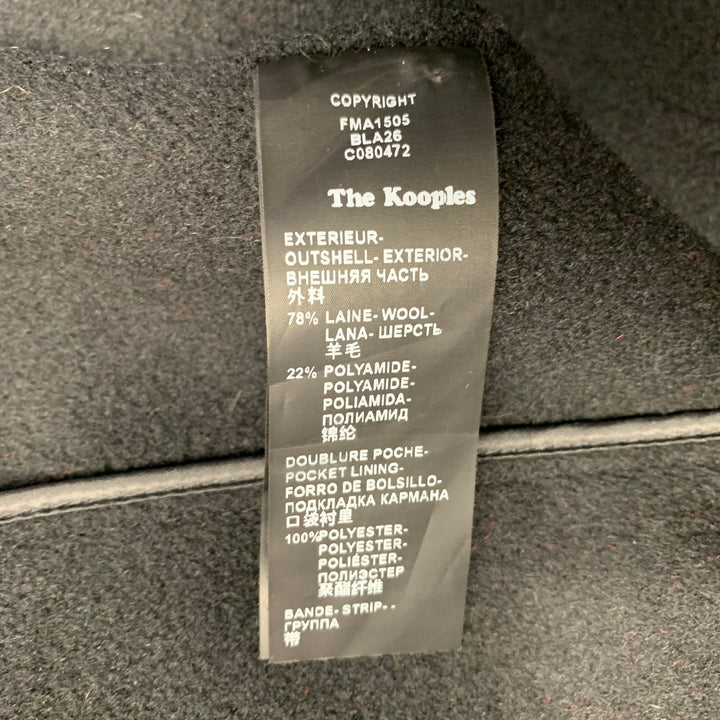 COPYRIGHT
FMA1505
BLA26
C080472
The Kooples
EXTERIEUR-
OUTSHELL- EXTERIOR-
ВНЕШНЯЯ ЧАСТЬ
外料
78% LAINE- WOOL-
LANA- ШЕРСТЬ
羊毛
22% POLYAMIDE-
POLYAMIDE-
POLIAMIDA-
ПОЛИАМИД
锦纶
DOUBLURE POCHE-
POCKET LINING-
FORRO DE BOLSILLO-
ПОДКЛАДКА КАРМАНА
口袋衬里
100%POLYESTER-
POLYESTER-
POLIÉSTER-
ПОЛИЭСТЕР
聚酯纤维
BANDE- STRIP- -
ГРУППА
带